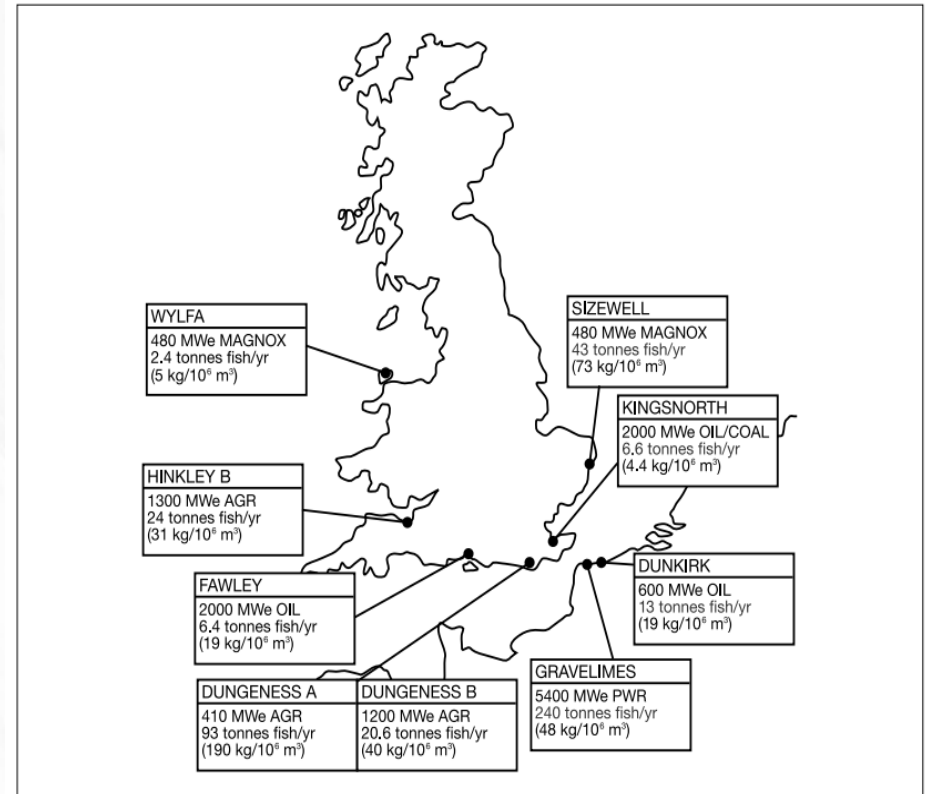 WYLFA
480 MWe MAGNOX
2.4 tonnes fish/yr
(5 kg/10⁶ m³)
SIZEWELL
480 MWe MAGNOX
43 tonnes fish/yr
(73 kg/10⁶ m³)
KINGSNORTH
2000 MWe OIL/COAL
6.6 tonnes fish/yr
(4.4 kg/10⁶ m³)
HINKLEY B
1300 MWe AGR
24 tonnes fish/yr
(31 kg/10⁶ m³)
FAWLEY
2000 MWe OIL
6.4 tonnes fish/yr
(19 kg/10⁶ m³)
DUNKIRK
600 MWe OIL
13 tonnes fish/yr
(19 kg/10⁶ m³)
DUNGENESS A
410 MWe AGR
93 tonnes fish/yr
(190 kg/10⁶ m³)
DUNGENESS B
1200 MWe AGR
20.6 tonnes fish/yr
(40 kg/10⁶ m³)
GRAVELIMES
5400 MWe PWR
240 tonnes fish/yr
(48 kg/10⁶ m³)